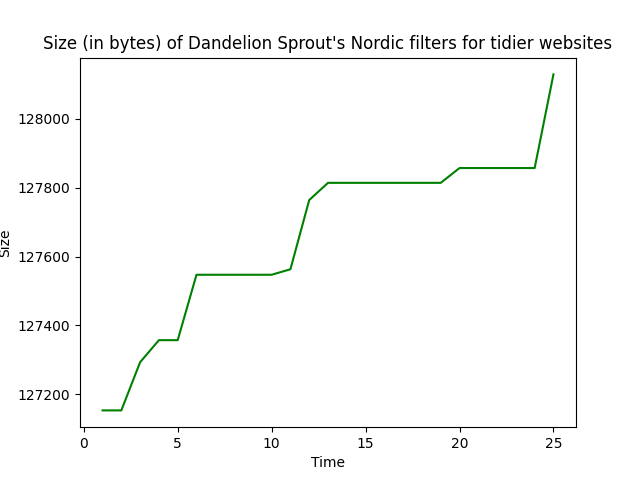 Size (in bytes) of Dandelion Sprout's Nordic filters for tidier websites
128000
127800
127600
127400
127200
Size
0 5 10 15 20 25
Time